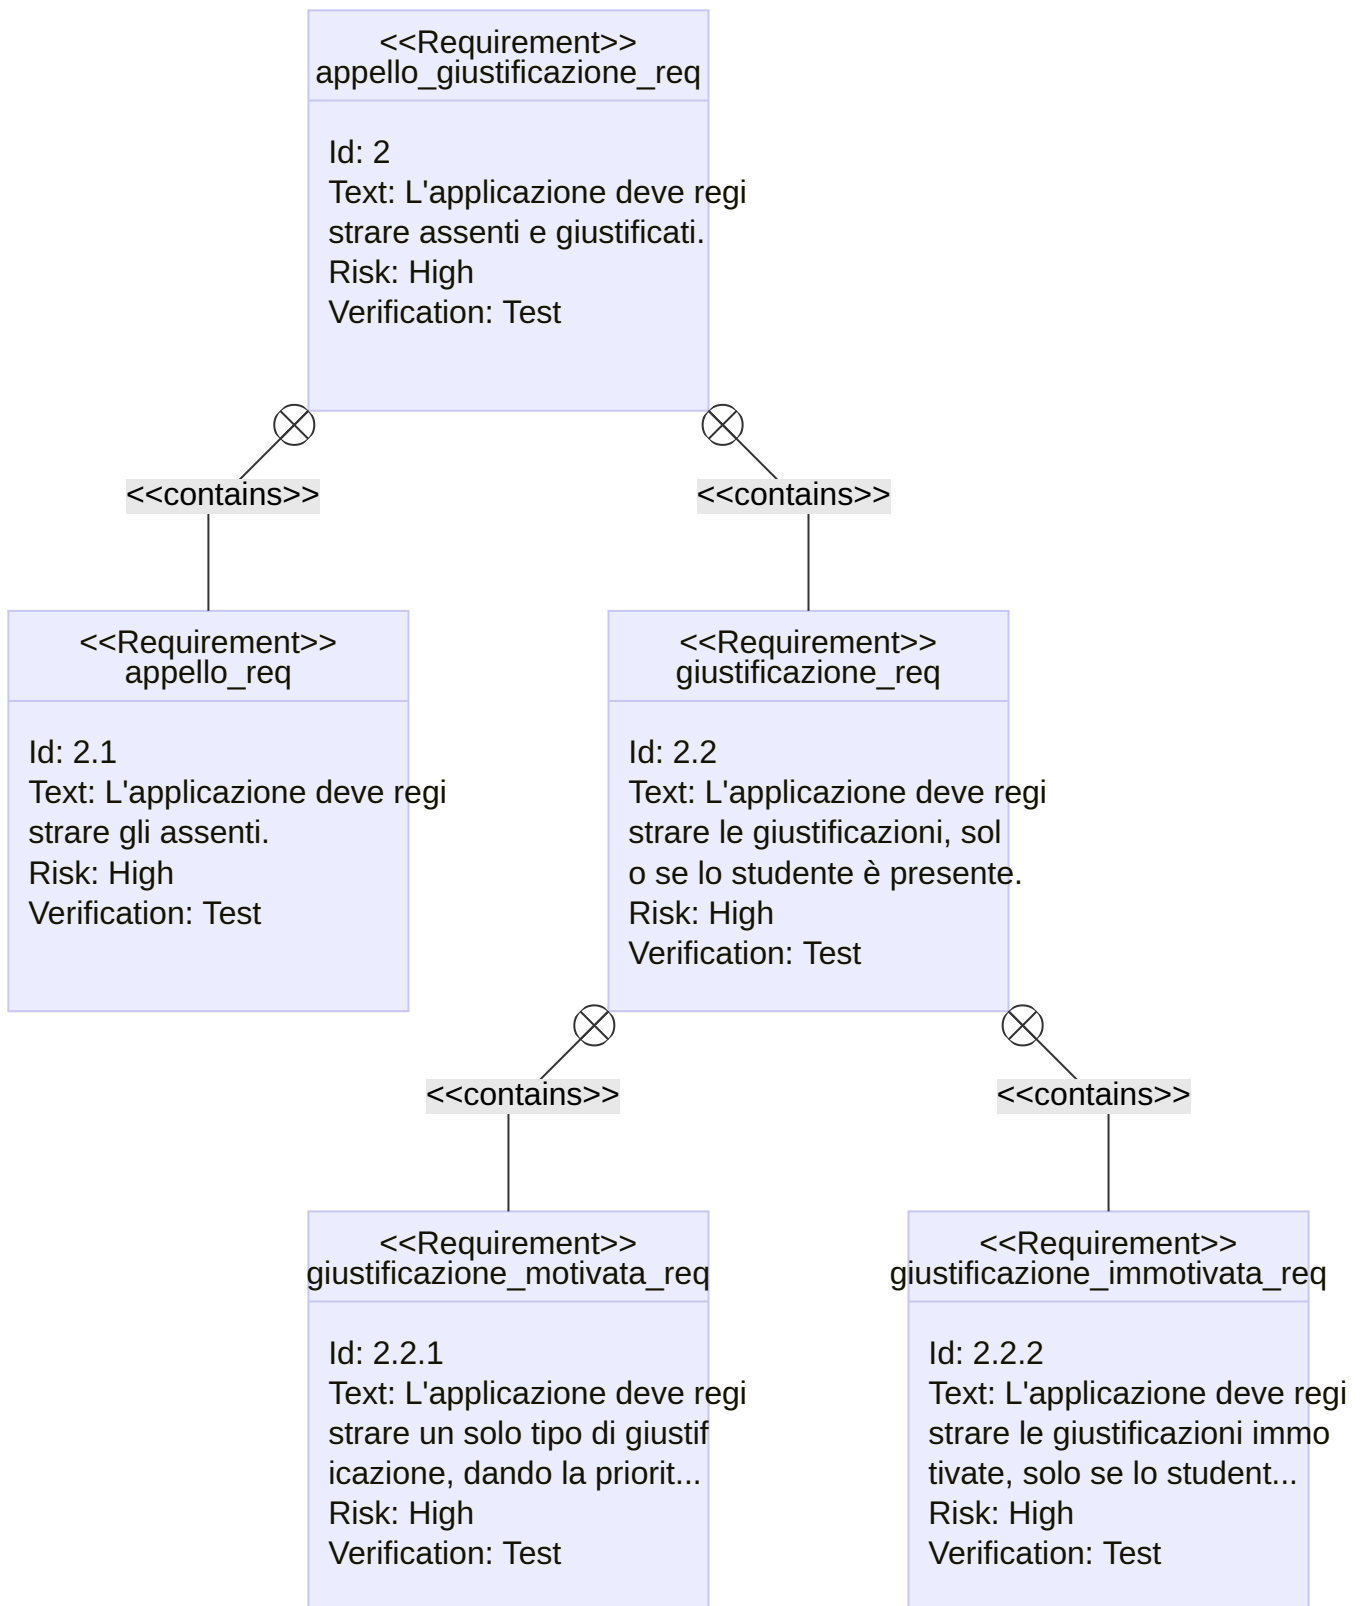 <<Requirement>>
appello_giustificazione_req
Id: 2
Text: L'applicazione deve regi
strare assenti e giustificati.
Risk: High
Verification: Test
<<contains>>
<<contains>>
<<Requirement>>
appello_req
Id: 2.1
Text: L'applicazione deve regi
strare gli assenti.
Risk: High
Verification: Test
<<Requirement>>
giustificazione_req
Id: 2.2
Text: L'applicazione deve regi
strare le giustificazioni, sol
o se lo studente è presente.
Risk: High
Verification: Test
<<contains>>
<<contains>>
<<Requirement>>
giustificazione_motivata_req
Id: 2.2.1
Text: L'applicazione deve regi
strare un solo tipo di giustif
icazione, dando la priorit...
Risk: High
Verification: Test
<<Requirement>>
giustificazione_immotivata_req
Id: 2.2.2
Text: L'applicazione deve regi
strare le giustificazioni immo
tivate, solo se lo student...
Risk: High
Verification: Test